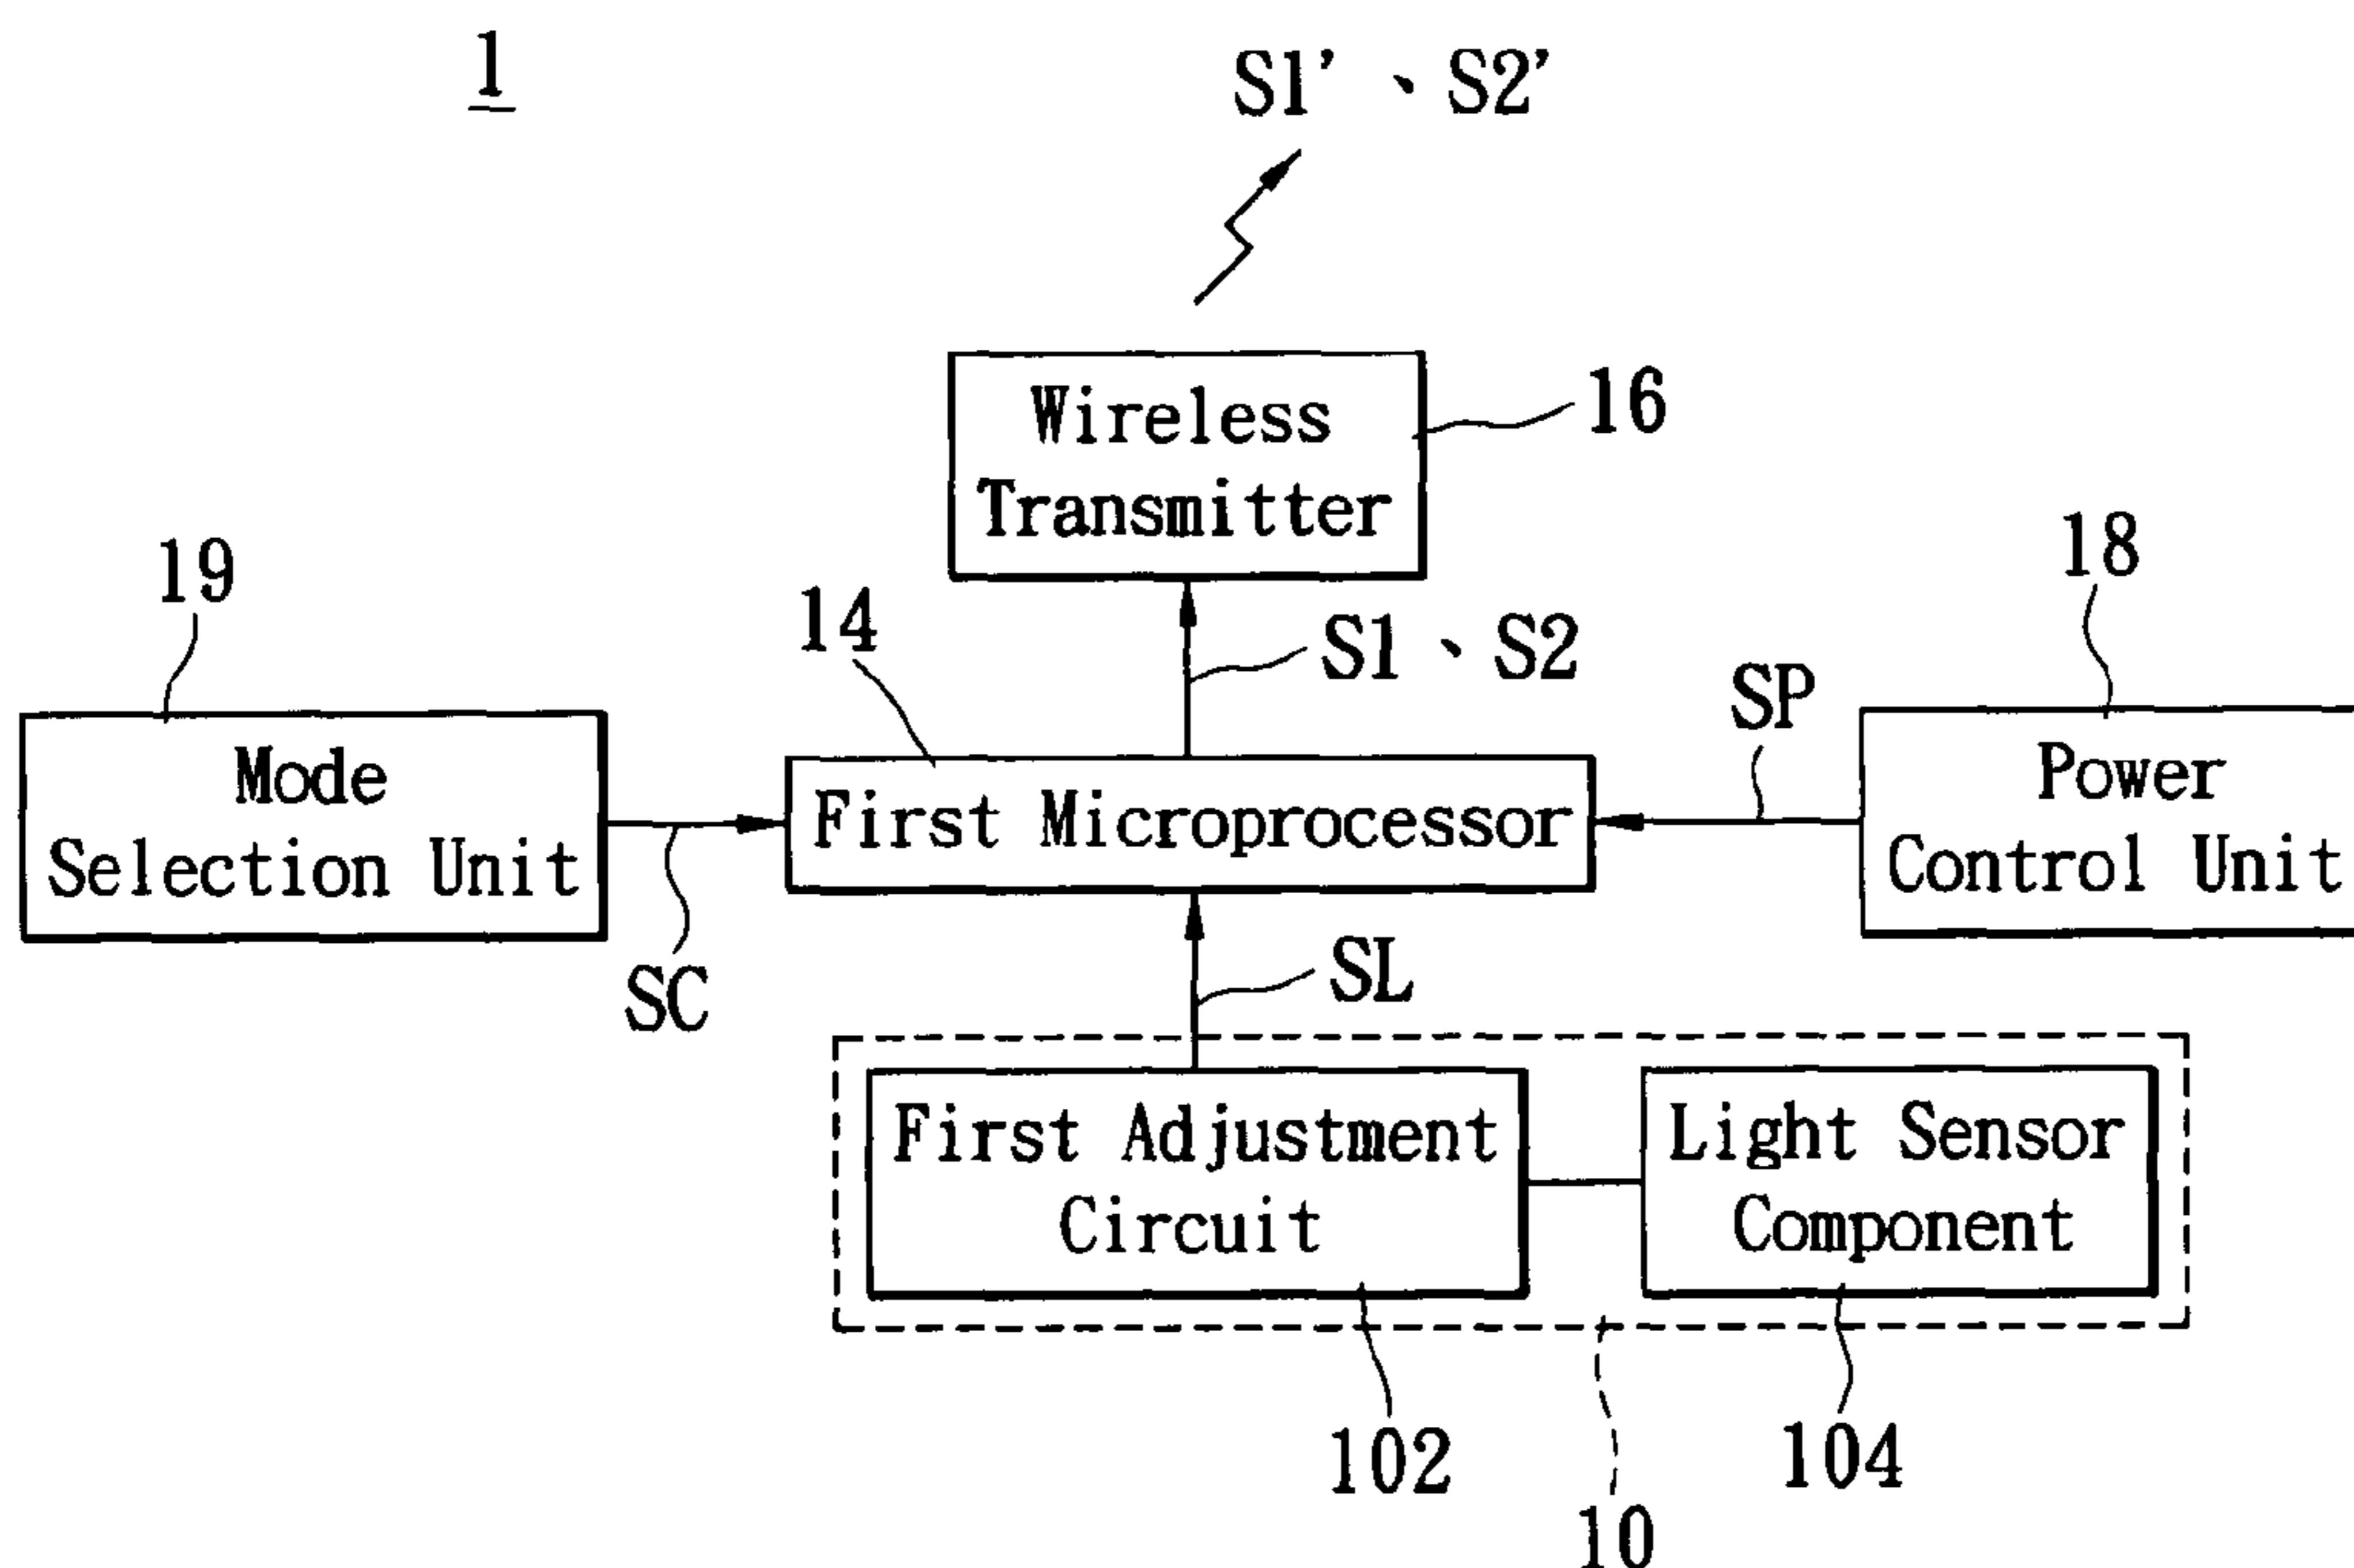 1
S1'、S2'
Wireless
Transmitter
16
18
19
14
S1、S2
SP
Mode
Selection Unit
First Microprocessor
Power
Control Unit
SC
SL
First Adjustment
Circuit
Light Sensor
Component
102
104
10